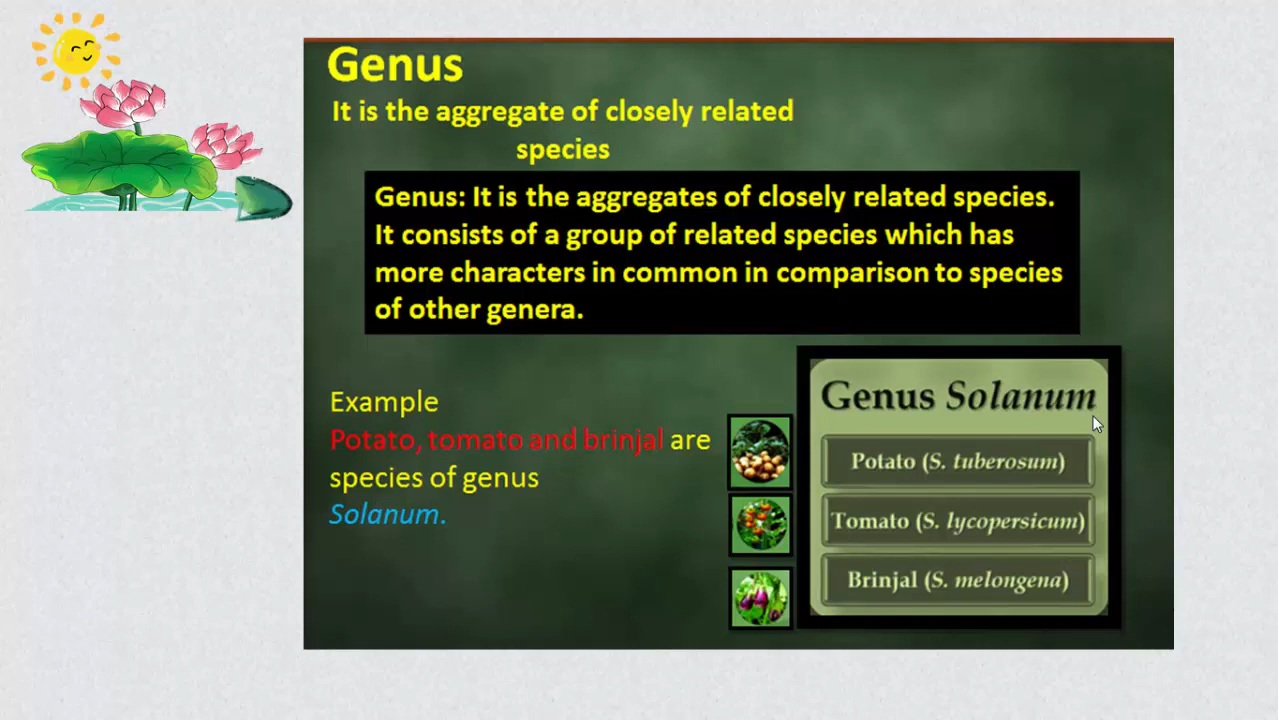 Genus
It is the aggregate of closely related
species
Genus: It is the aggregates of closely related species.
It consists of a group of related species which has
more characters in common in comparison to species
of other genera.
Example
Potato, tomato and brinjal are
species of genus
Solanum.
Genus Solanum
Potato (S. tuberosum)
Tomato (S. lycopersicum)
Brinjal (S. melongena)